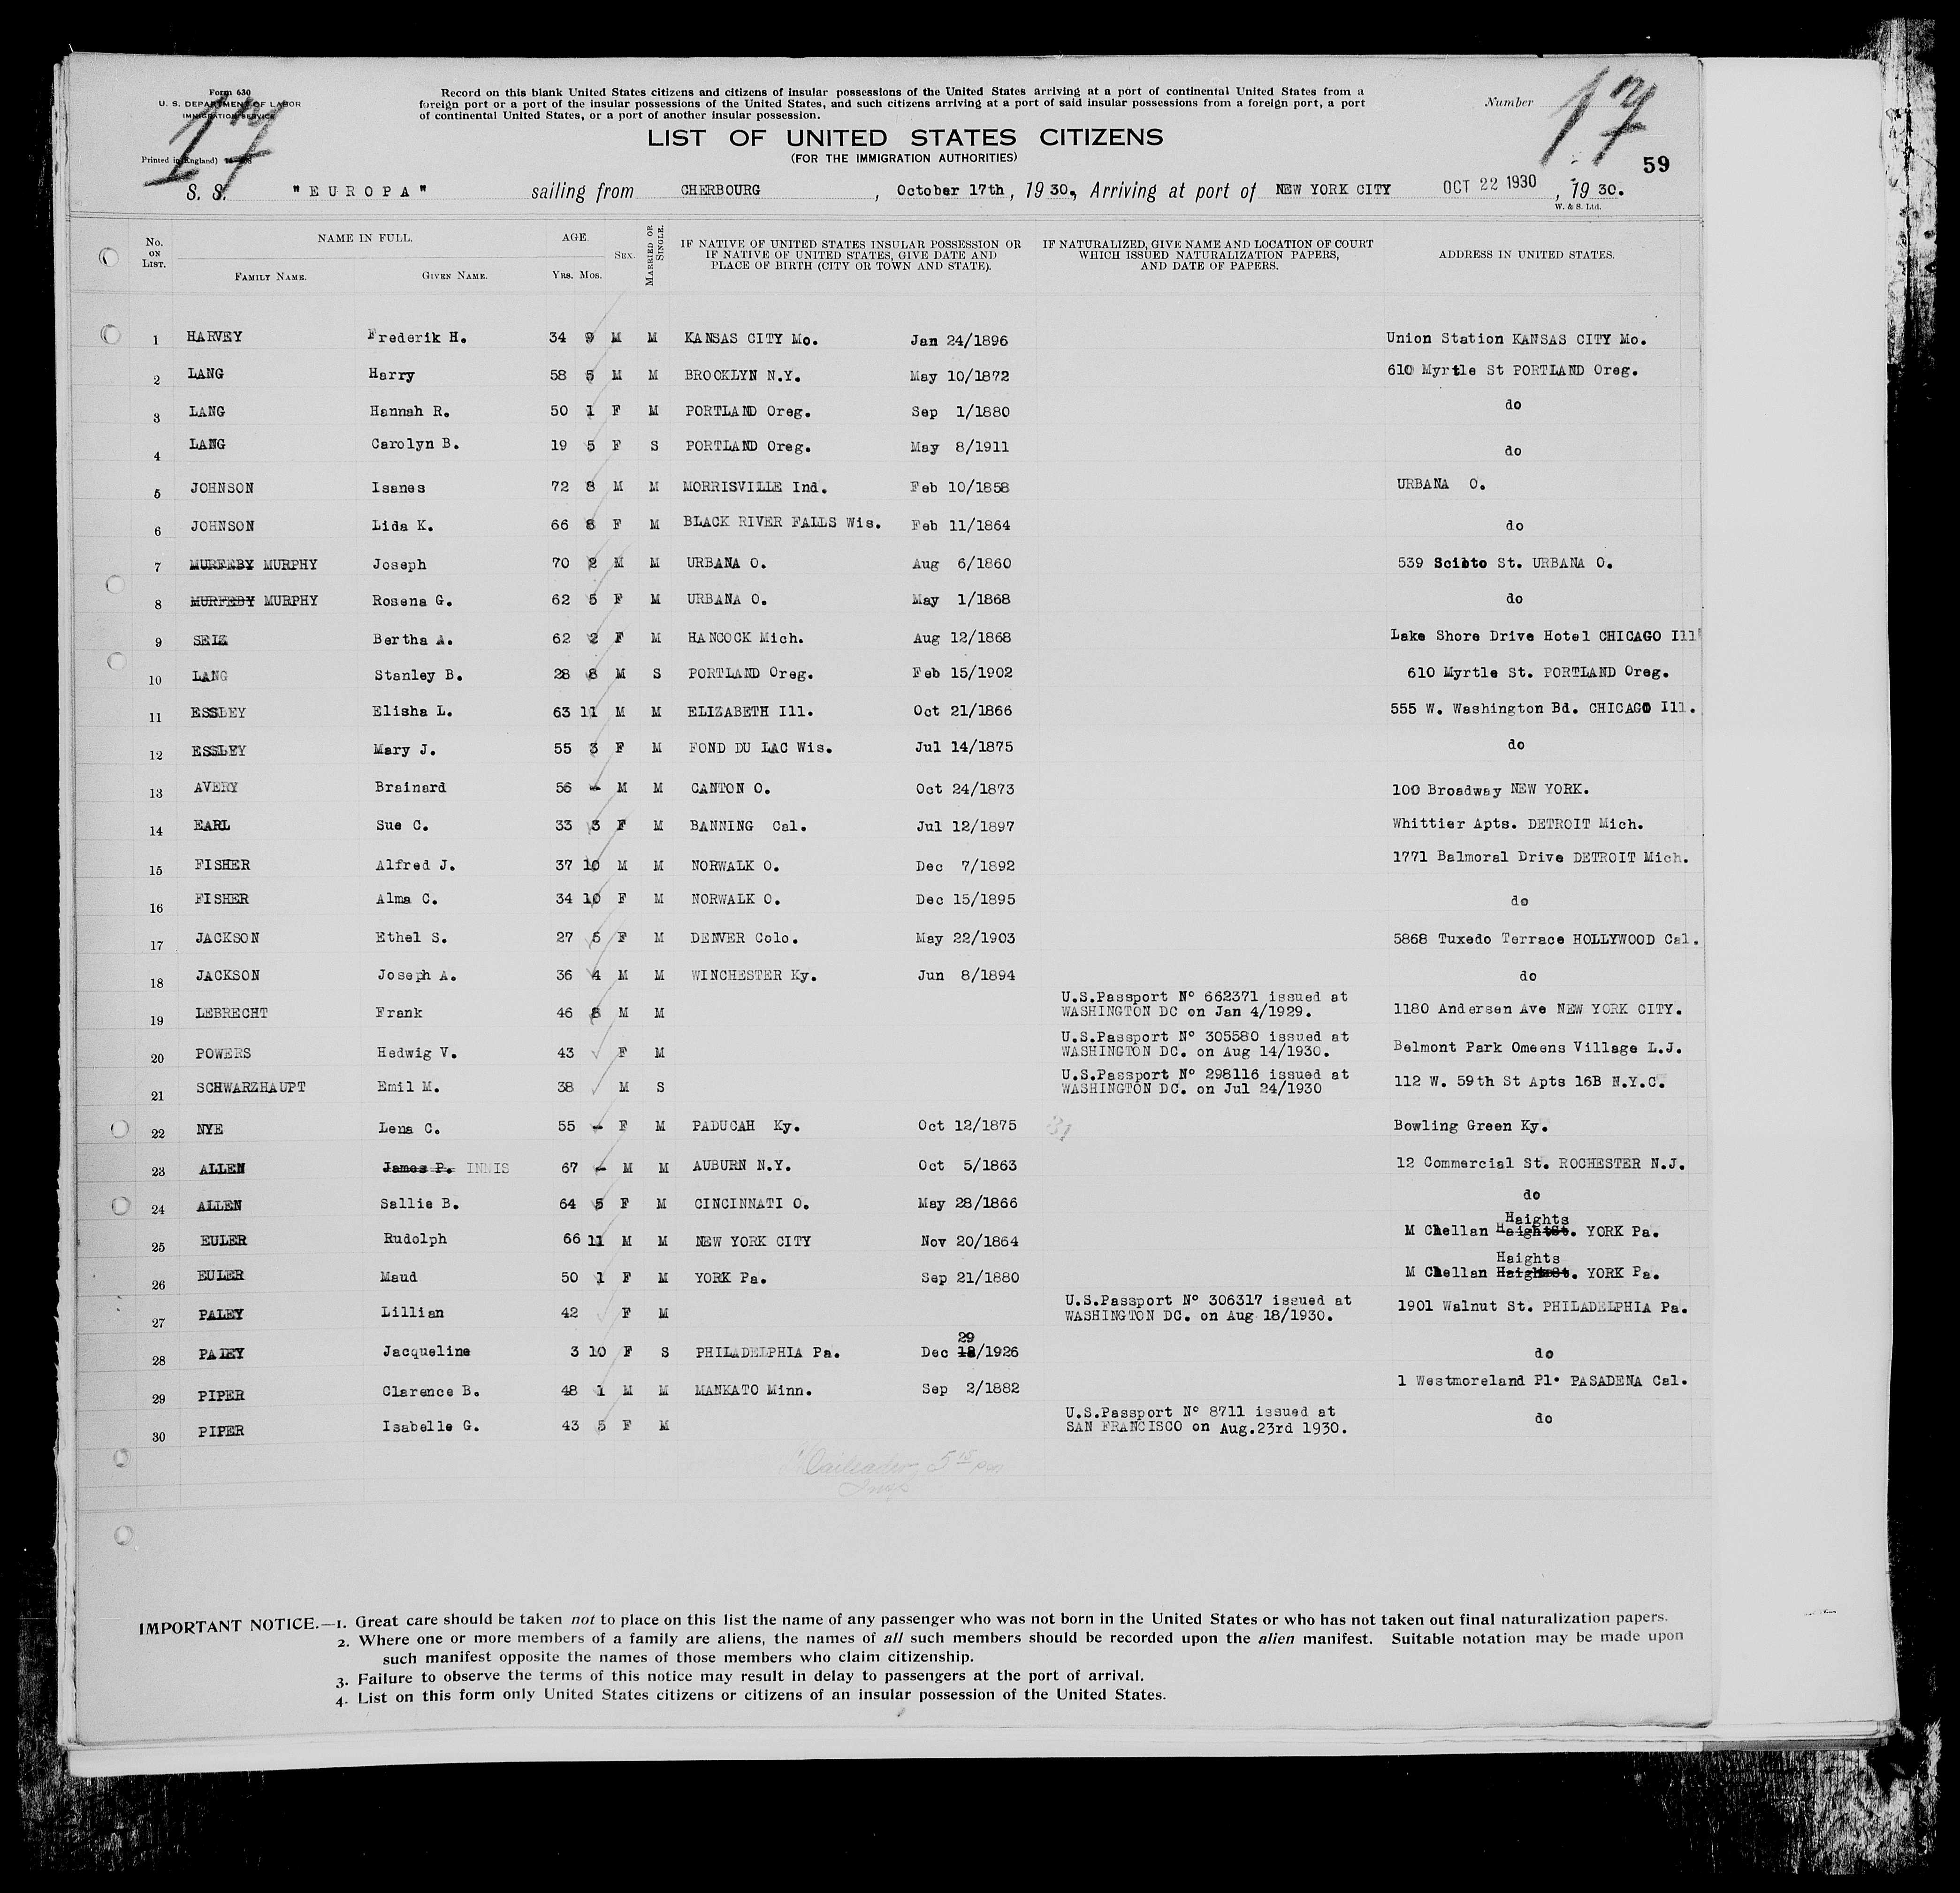 Form 630
U. S. DEPARTMENT OF LABOR
IMMIGRATION SERVICE
Printed in England)
17
Record on this blank United States citizens and citizens of insular possessions of the United States arriving at a port of continental United States from a
foreign port or a port of the insular possessions of the United States, and such citizens arriving at a port of said insular possessions from a foreign port, a port
of continental United States, or a port of another insular possession.
Number 17
LIST OF UNITED STATES CITIZENS
(FOR THE IMMIGRATION AUTHORITIES)
59
S. S. "EUROPA" sailing from CHERBOURG, October 17th, 1930., Arriving at port of NEW YORK CITY OCT 22 1930, 1930.
W. & S. Ltd.
No. ON LIST. NAME IN FULL. FAMILY NAME. GIVEN NAME. AGE. YRS. MOS. SEX. MARRIED OR SINGLE. IF NATIVE OF UNITED STATES INSULAR POSSESSION OR IF NATIVE OF UNITED STATES, GIVE DATE AND PLACE OF BIRTH (CITY OR TOWN AND STATE). IF NATURALIZED, GIVE NAME AND LOCATION OF COURT WHICH ISSUED NATURALIZATION PAPERS, AND DATE OF PAPERS. ADDRESS IN UNITED STATES.
1 HARVEY Frederik H. 34 9 M M KANSAS CITY Mo. Jan 24/1896 Union Station KANSAS CITY Mo.
2 LANG Harry 58 5 M M BROOKLYN N.Y. May 10/1872 610 Myrtle St PORTLAND Oreg.
3 LANG Hannah R. 50 1 F M PORTLAND Oreg. Sep 1/1880 do
4 LANG Carolyn B. 19 5 F S PORTLAND Oreg. May 8/1911 do
5 JOHNSON Isanes 72 8 M M MORRISVILLE Ind. Feb 10/1858 URBANA O.
6 JOHNSON Lida K. 66 8 F M BLACK RIVER FALLS Wis. Feb 11/1864 do
7 MURFEBY MURPHY Joseph 70 2 M M URBANA O. Aug 6/1860 539 Scioto St. URBANA O.
8 MURFEBY MURPHY Rosena G. 62 5 F M URBANA O. May 1/1868 do
9 SEIZ Bertha A. 62 2 F M HANCOCK Mich. Aug 12/1868 Lake Shore Drive Hotel CHICAGO Ill
10 LANG Stanley B. 28 8 M S PORTLAND Oreg. Feb 15/1902 610 Myrtle St. PORTLAND Oreg.
11 ESSLEY Elisha L. 63 11 M M ELIZABETH Ill. Oct 21/1866 555 W. Washington Bd. CHICAGO Ill.
12 ESSLEY Mary J. 55 3 F M FOND DU LAC Wis. Jul 14/1875 do
13 AVERY Brainard 56 - M M CANTON O. Oct 24/1873 100 Broadway NEW YORK.
14 EARL Sue C. 33 3 F M BANNING Cal. Jul 12/1897 Whittier Apts. DETROIT Mich.
15 FISHER Alfred J. 37 10 M M NORWALK O. Dec 7/1892 1771 Balmoral Drive DETROIT Mich.
16 FISHER Alma C. 34 10 F M NORWALK O. Dec 15/1895 do
17 JACKSON Ethel S. 27 5 F M DENVER Colo. May 22/1903 5868 Tuxedo Terrace HOLLYWOOD Cal.
18 JACKSON Joseph A. 36 4 M M WINCHESTER Ky. Jun 8/1894 do
19 LEBRECHT Frank 46 8 M M U.S.Passport Nº 662371 issued at WASHINGTON DC on Jan 4/1929. 1180 Andersen Ave NEW YORK CITY.
20 POWERS Hedwig V. 43 F M U.S.Passport Nº 305580 issued at WASHINGTON DC. on Aug 14/1930. Belmont Park Omeens Village L.J.
21 SCHWARZHAUPT Emil M. 38 M S U.S.Passport Nº 298116 issued at WASHINGTON DC. on Jul 24/1930 112 W. 59th St Apts 16B N.Y.C.
22 NYE Lena C. 55 - F M PADUCAH Ky. Oct 12/1875 31 Bowling Green Ky.
23 ALLEN James P. INNIS 67 - M M AUBURN N.Y. Oct 5/1863 12 Commercial St. ROCHESTER N.J.
24 ALLEN Sallie B. 64 5 F M CINCINNATI O. May 28/1866 do
25 EULER Rudolph 66 11 M M NEW YORK CITY Nov 20/1864 M Chellan Haights. YORK Pa.
26 EULER Maud 50 1 F M YORK Pa. Sep 21/1880 M Chellan Haights. YORK Pa.
27 PALEY Lillian 42 F M U.S.Passport Nº 306317 issued at WASHINGTON DC. on Aug 18/1930. 1901 Walnut St. PHILADELPHIA Pa.
28 PALEY Jacqueline 3 10 F S PHILADELPHIA Pa. Dec 18 29/1926 do
29 PIPER Clarence B. 48 1 M M MANKATO Minn. Sep 2/1882 1 Westmoreland Pl. PASADENA Cal.
30 PIPER Isabelle G. 43 5 F M U.S.Passport Nº 8711 issued at SAN FRANCISCO on Aug.23rd 1930. do
IMPORTANT NOTICE.—1. Great care should be taken not to place on this list the name of any passenger who was not born in the United States or who has not taken out final naturalization papers.
2. Where one or more members of a family are aliens, the names of all such members should be recorded upon the alien manifest. Suitable notation may be made upon
such manifest opposite the names of those members who claim citizenship.
3. Failure to observe the terms of this notice may result in delay to passengers at the port of arrival.
4. List on this form only United States citizens or citizens of an insular possession of the United States.